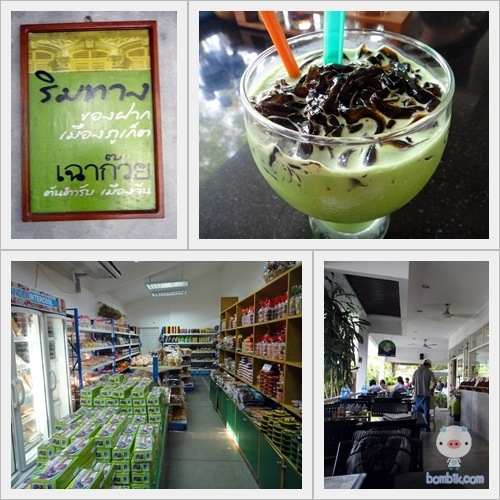 ริมทาง
ของฝาก
เมืองภูเก็ต
เฉาก๊วย
ต้นตำรับ เมืองจีน
INTERCOOL
bomb1k.com